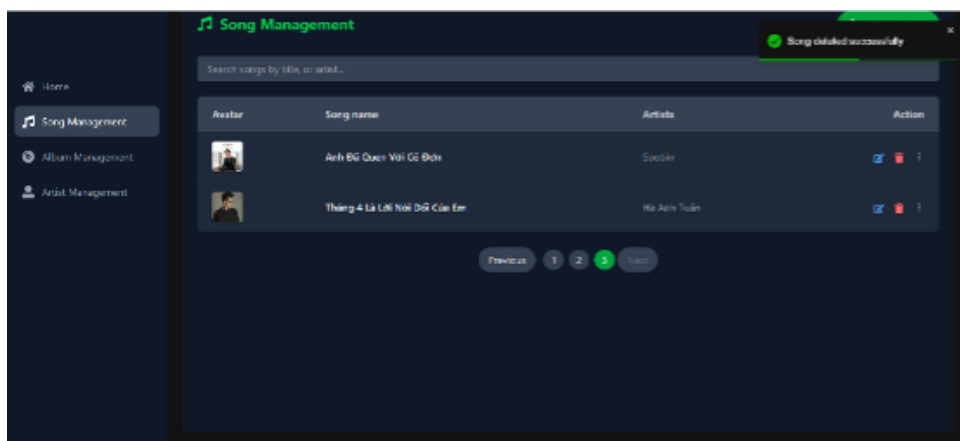 Song Management
Song deleted successfully
Search songs by title, or artist...
Home
Song Management
Album Management
Artist Management
Avatar Song name Artists Action
Anh Đã Quen Với Cô Đơn Soobin
Tháng 4 Là Lời Nói Dối Của Em Hà Anh Tuấn
Previous 1 2 3 Next